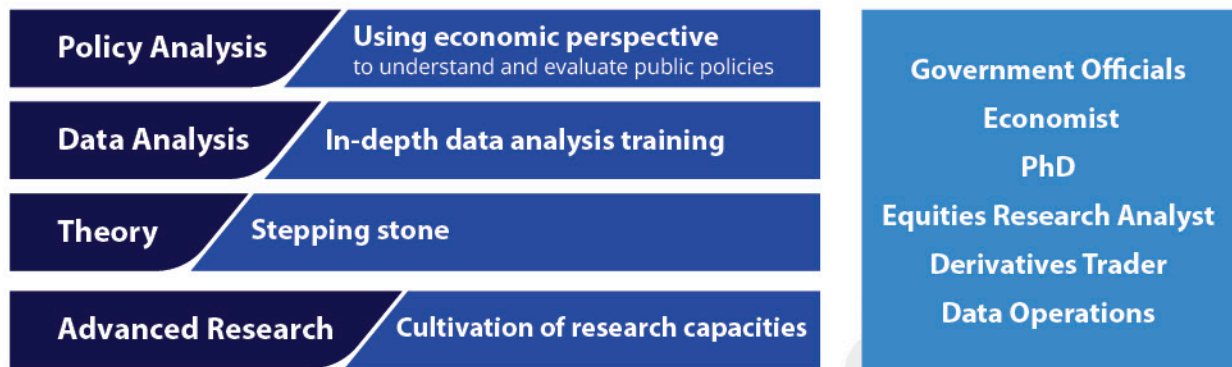 Policy Analysis
Using economic perspective
to understand and evaluate public policies
Data Analysis
In-depth data analysis training
Theory
Stepping stone
Advanced Research
Cultivation of research capacities
Government Officials
Economist
PhD
Equities Research Analyst
Derivatives Trader
Data Operations